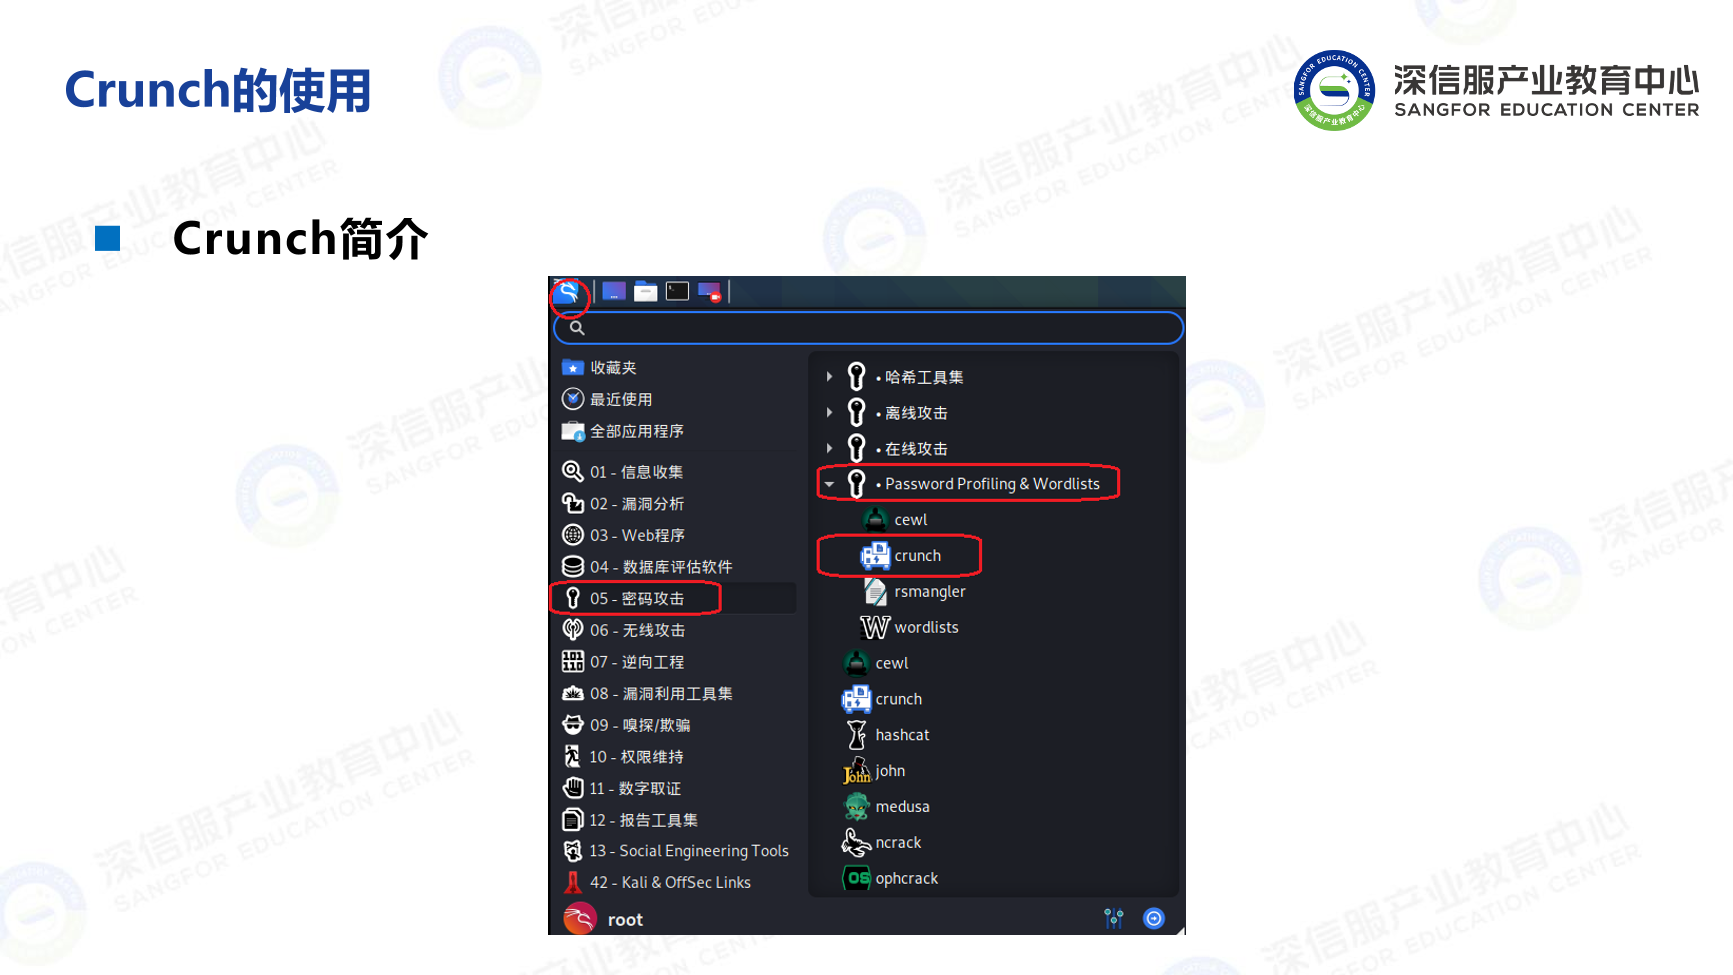 Crunch的使用
深信服产业教育中心
SANGFOR EDUCATION CENTER
Crunch简介
收藏夹
最近使用
全部应用程序
01 - 信息收集
02 - 漏洞分析
03 - Web程序
04 - 数据库评估软件
05 - 密码攻击
06 - 无线攻击
07 - 逆向工程
08 - 漏洞利用工具集
09 - 嗅探/欺骗
10 - 权限维持
11 - 数字取证
12 - 报告工具集
13 - Social Engineering Tools
42 - Kali & OffSec Links
root
• 哈希工具集
• 离线攻击
• 在线攻击
• Password Profiling & Wordlists
cewl
crunch
rsmangler
wordlists
cewl
crunch
hashcat
john
medusa
ncrack
ophcrack